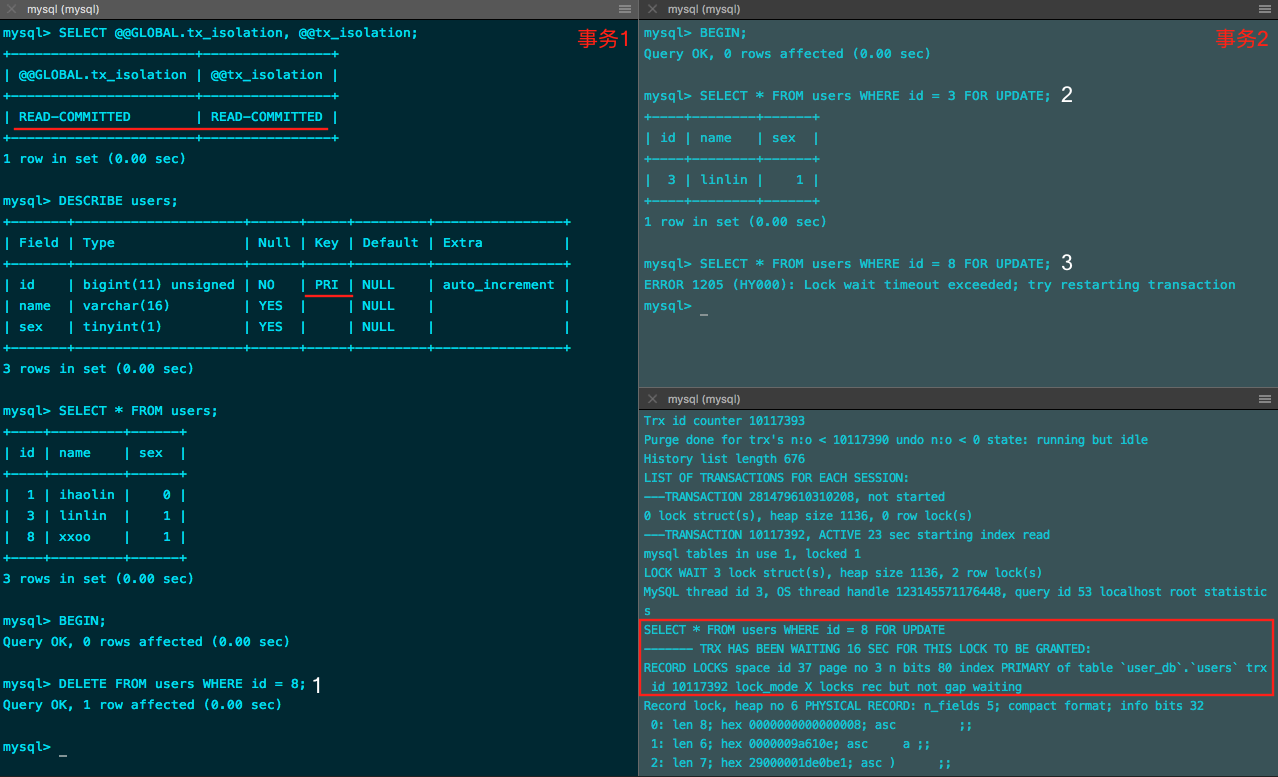 mysql (mysql)
mysql> SELECT @@GLOBAL.tx_isolation, @@tx_isolation;
事务1
+-----------------------+----------------+
| @@GLOBAL.tx_isolation | @@tx_isolation |
+-----------------------+----------------+
| READ-COMMITTED        | READ-COMMITTED |
+-----------------------+----------------+
1 row in set (0.00 sec)
mysql> DESCRIBE users;
+-------+---------------------+------+-----+---------+----------------+
| Field | Type                | Null | Key | Default | Extra          |
+-------+---------------------+------+-----+---------+----------------+
| id    | bigint(11) unsigned | NO   | PRI | NULL    | auto_increment |
| name  | varchar(16)         | YES  |     | NULL    |                |
| sex   | tinyint(1)          | YES  |     | NULL    |                |
+-------+---------------------+------+-----+---------+----------------+
3 rows in set (0.00 sec)
mysql> SELECT * FROM users;
+----+---------+------+
| id | name    | sex  |
+----+---------+------+
|  1 | ihaolin |    0 |
|  3 | linlin  |    1 |
|  8 | xxoo    |    1 |
+----+---------+------+
3 rows in set (0.00 sec)
mysql> BEGIN;
Query OK, 0 rows affected (0.00 sec)
mysql> DELETE FROM users WHERE id = 8; 1
Query OK, 1 row affected (0.00 sec)
mysql> _
mysql (mysql)
mysql> BEGIN;
事务2
Query OK, 0 rows affected (0.00 sec)
mysql> SELECT * FROM users WHERE id = 3 FOR UPDATE; 2
+----+--------+------+
| id | name   | sex  |
+----+--------+------+
|  3 | linlin |    1 |
+----+--------+------+
1 row in set (0.00 sec)
mysql> SELECT * FROM users WHERE id = 8 FOR UPDATE; 3
ERROR 1205 (HY000): Lock wait timeout exceeded; try restarting transaction
mysql> _
mysql (mysql)
Trx id counter 10117393
Purge done for trx's n:o < 10117390 undo n:o < 0 state: running but idle
History list length 676
LIST OF TRANSACTIONS FOR EACH SESSION:
---TRANSACTION 281479610310208, not started
0 lock struct(s), heap size 1136, 0 row lock(s)
---TRANSACTION 10117392, ACTIVE 23 sec starting index read
mysql tables in use 1, locked 1
LOCK WAIT 3 lock struct(s), heap size 1136, 2 row lock(s)
MySQL thread id 3, OS thread handle 123145571176448, query id 53 localhost root statistic
s
SELECT * FROM users WHERE id = 8 FOR UPDATE
------- TRX HAS BEEN WAITING 16 SEC FOR THIS LOCK TO BE GRANTED:
RECORD LOCKS space id 37 page no 3 n bits 80 index PRIMARY of table `user_db`.`users` trx
 id 10117392 lock_mode X locks rec but not gap waiting
Record lock, heap no 6 PHYSICAL RECORD: n_fields 5; compact format; info bits 32
 0: len 8; hex 0000000000000008; asc         ;;
 1: len 6; hex 0000009a610e; asc     a ;;
 2: len 7; hex 29000001de0be1; asc )      ;;